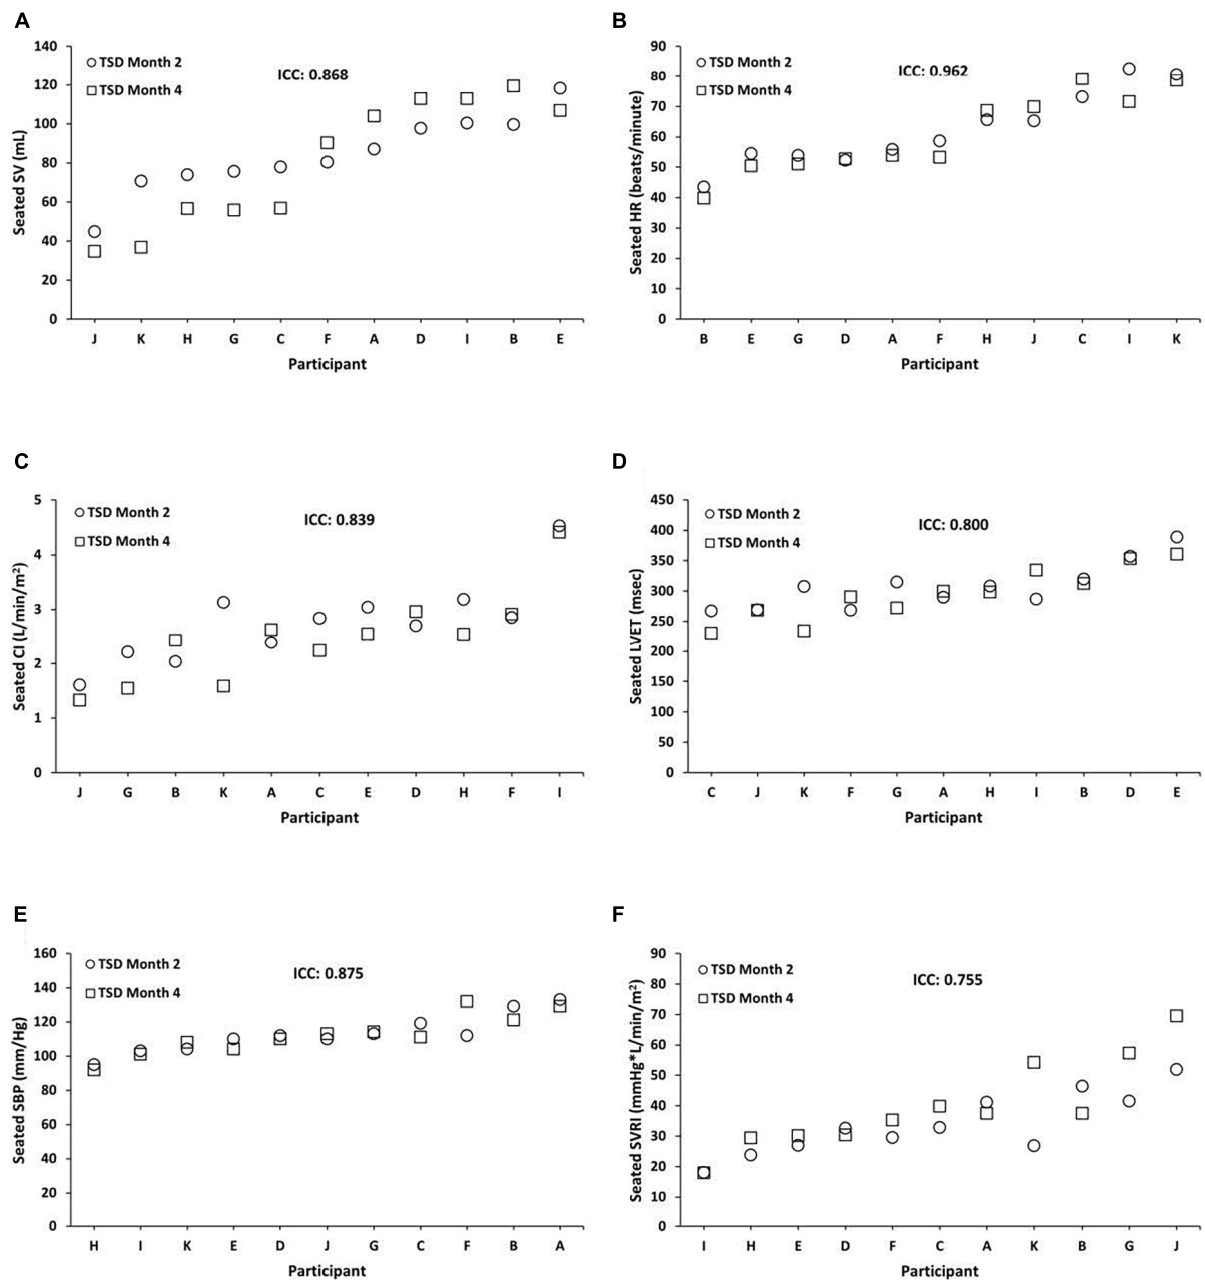 A
140
120
100
80
60
40
20
0
Seated SV (mL)
TSD Month 2
TSD Month 4
ICC: 0.868
J K H G C F A D I B E
Participant
B
90
80
70
60
50
40
30
20
10
0
Seated HR (beats/minute)
TSD Month 2
TSD Month 4
ICC: 0.962
B E G D A F H J C I K
Participant
C
5
4
3
2
1
0
Seated CI (L/min/m²)
TSD Month 2
TSD Month 4
ICC: 0.839
J G B K A C E D H F I
Participant
D
450
400
350
300
250
200
150
100
50
0
Seated LVET (msec)
TSD Month 2
TSD Month 4
ICC: 0.800
C J K F G A H I B D E
Participant
E
160
140
120
100
80
60
40
20
0
Seated SBP (mm/Hg)
TSD Month 2
TSD Month 4
ICC: 0.875
H I K E D J G C F B A
Participant
F
90
80
70
60
50
40
30
20
10
0
Seated SVRI (mmHg*L/min/m²)
TSD Month 2
TSD Month 4
ICC: 0.755
I H E D F C A K B G J
Participant